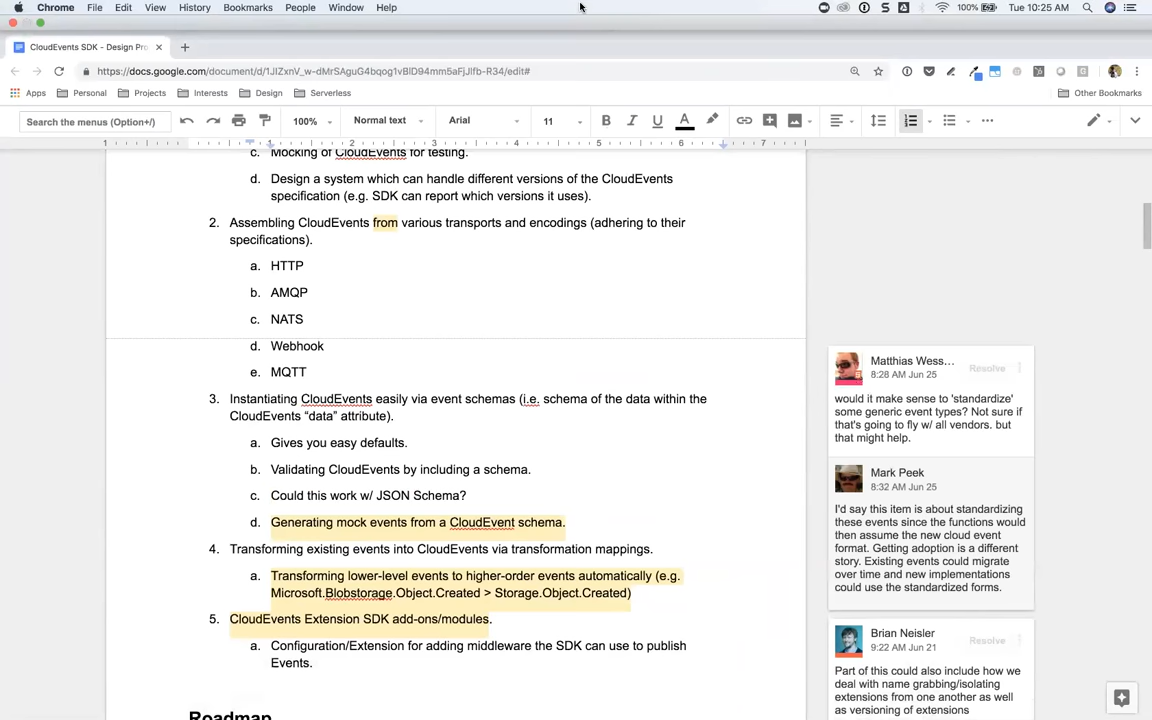 Chrome File Edit View History Bookmarks People Window Help 100% Tue 10:25 AM
CloudEvents SDK - Design Pro
https://docs.google.com/document/d/1JIZxnV_w-dMrSAguG4bqog1vBlD94mm5aFjJlfb-R34/edit#
Apps Personal Projects Interests Design Serverless Other Bookmarks
Search the menus (Option+/) 100% Normal text Arial 11
1 1 2 3 4 5 6 7
c. Mocking of CloudEvents for testing.
d. Design a system which can handle different versions of the CloudEvents
specification (e.g. SDK can report which versions it uses).
2. Assembling CloudEvents from various transports and encodings (adhering to their
specifications).
a. HTTP
b. AMQP
c. NATS
d. Webhook
e. MQTT
3. Instantiating CloudEvents easily via event schemas (i.e. schema of the data within the
CloudEvents “data” attribute).
a. Gives you easy defaults.
b. Validating CloudEvents by including a schema.
c. Could this work w/ JSON Schema?
d. Generating mock events from a CloudEvent schema.
4. Transforming existing events into CloudEvents via transformation mappings.
a. Transforming lower-level events to higher-order events automatically (e.g.
Microsoft.Blobstorage.Object.Created > Storage.Object.Created)
5. CloudEvents Extension SDK add-ons/modules.
a. Configuration/Extension for adding middleware the SDK can use to publish
Events.
Roadmap
Matthias Wess...
8:28 AM Jun 25
Resolve
would it make sense to 'standardize'
some generic event types? Not sure if
that's going to fly w/ all vendors. but
that might help.
Mark Peek
8:32 AM Jun 25
I'd say this item is about standardizing
these events since the functions would
then assume the new cloud event
format. Getting adoption is a different
story. Existing events could migrate
over time and new implementations
could use the standardized forms.
Brian Neisler
9:22 AM Jun 21
Resolve
Part of this could also include how we
deal with name grabbing/isolating
extensions from one another as well
as versioning of extensions